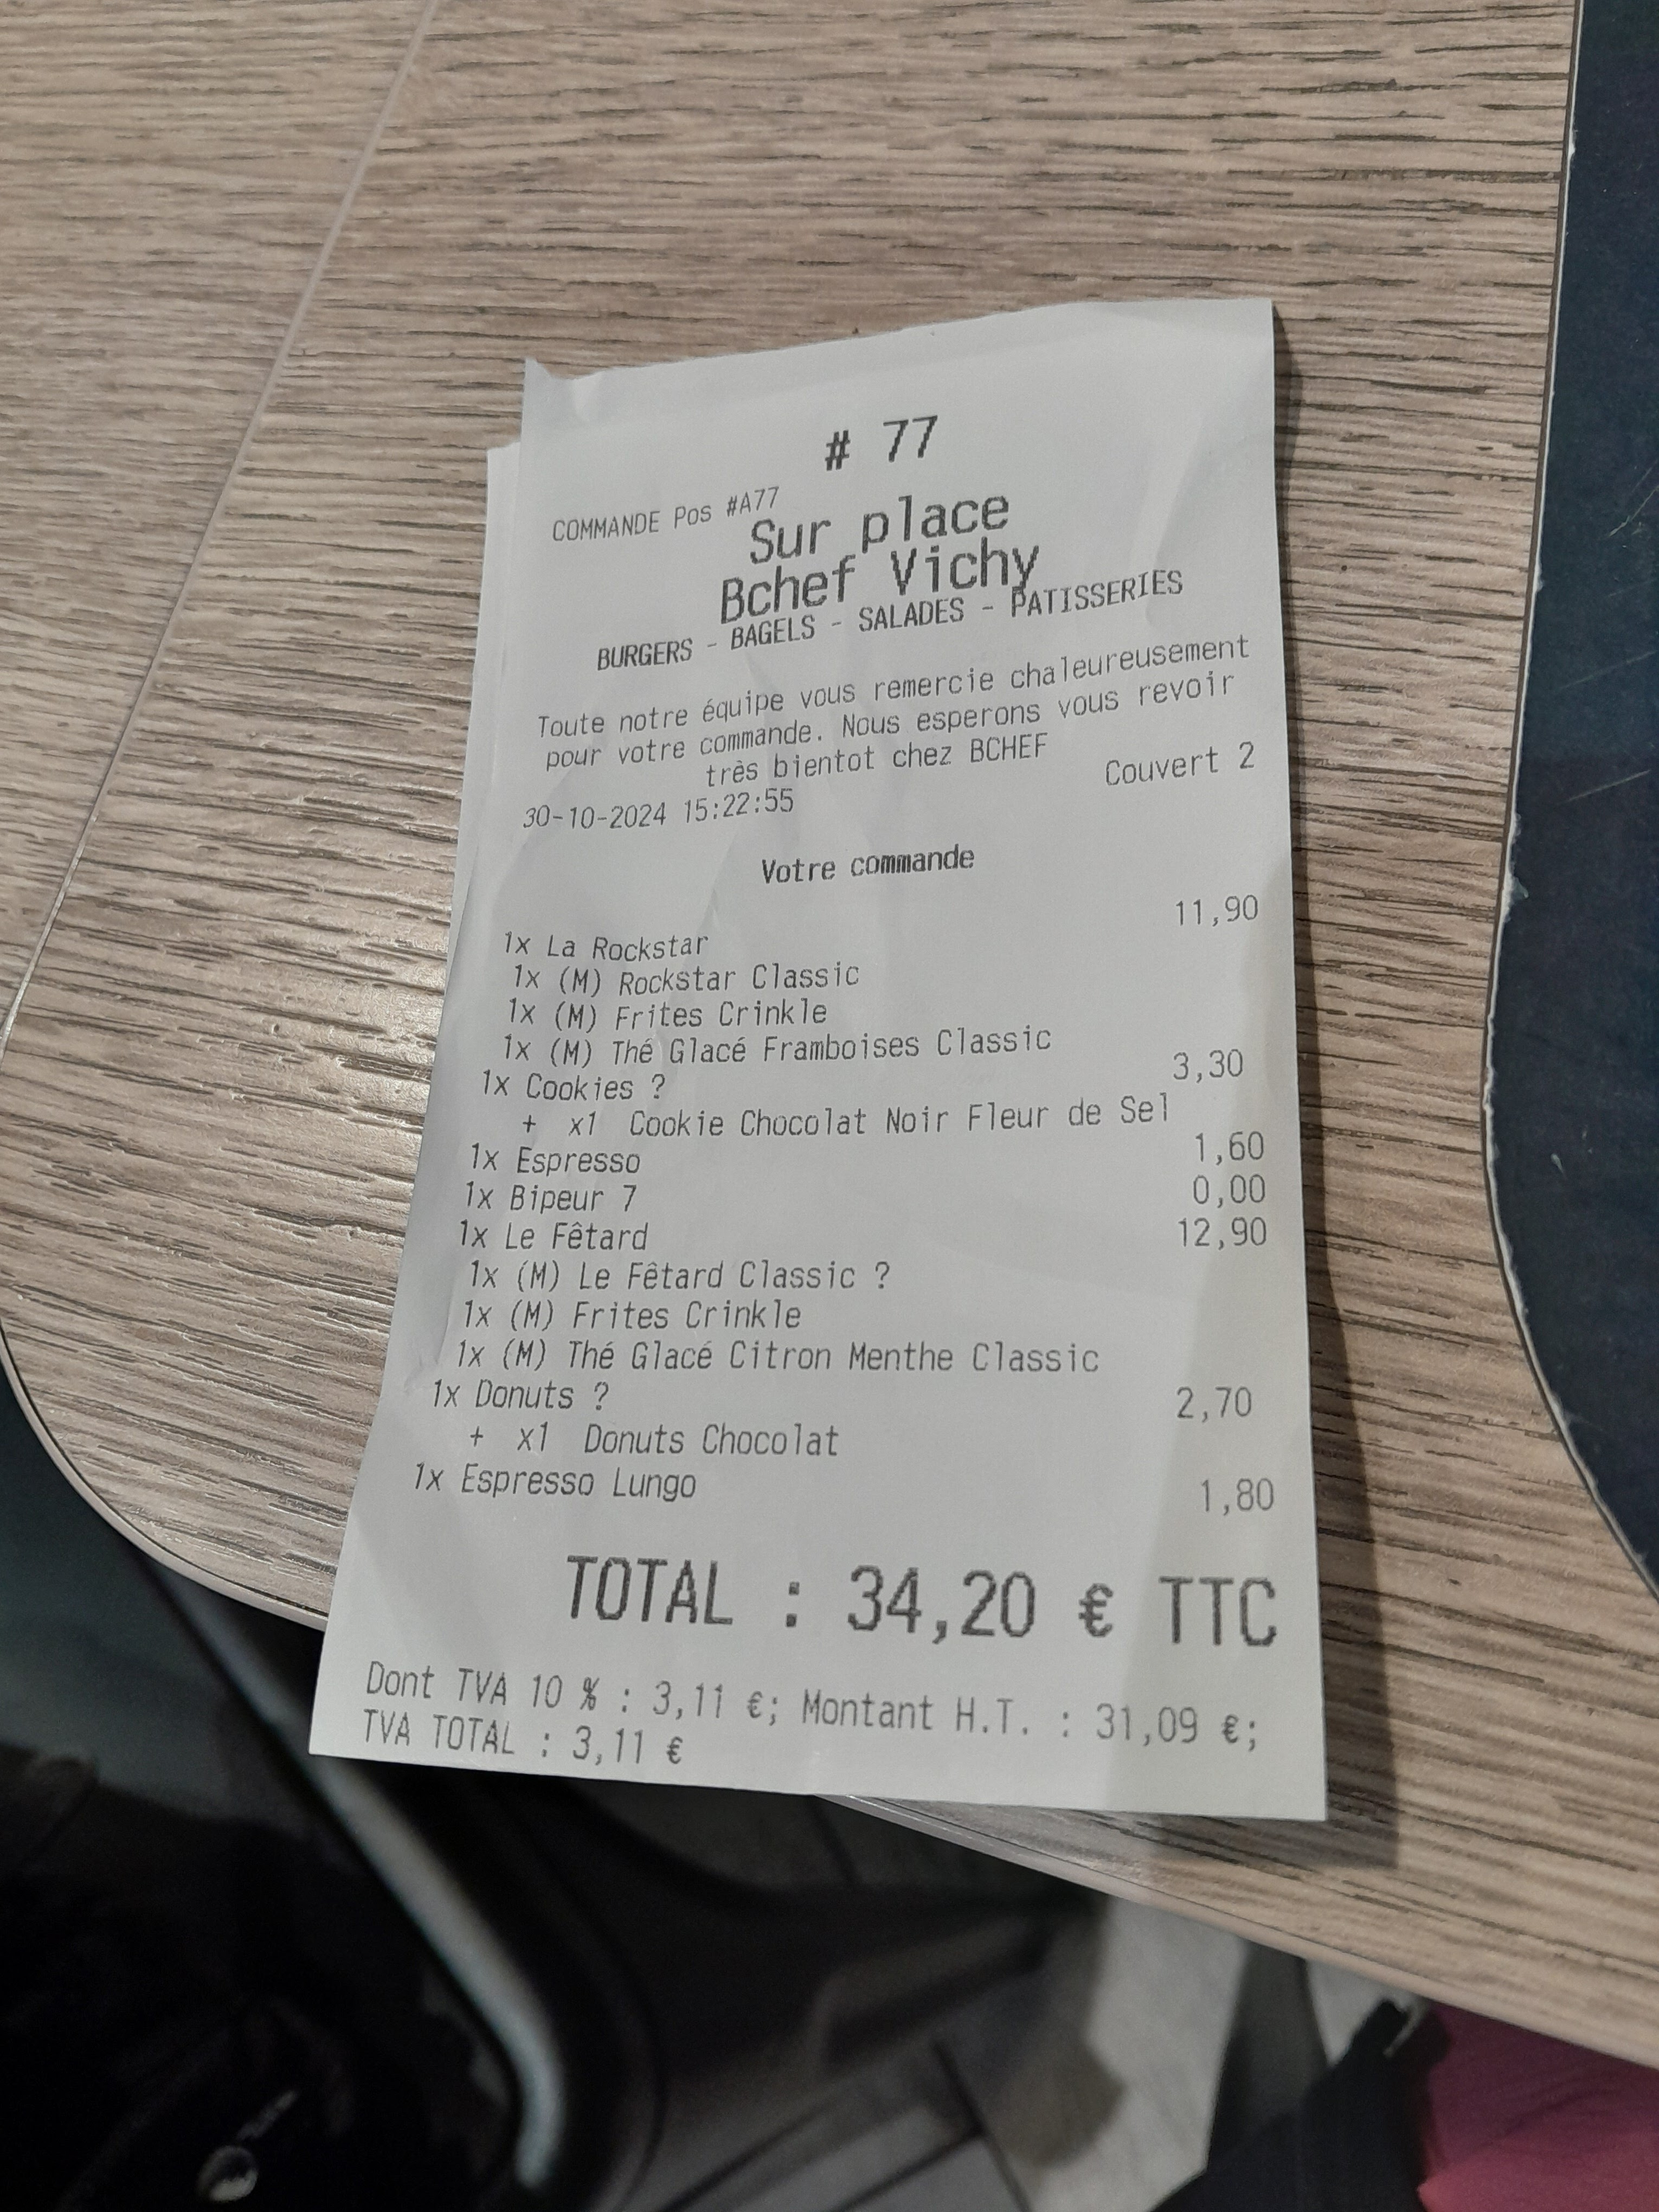 # 77
COMMANDE Pos #A77
Sur place
Bchef Vichy
BURGERS - BAGELS - SALADES - PATISSERIES
Toute notre équipe vous remercie chaleureusement
pour votre commande. Nous esperons vous revoir
très bientot chez BCHEF
Couvert 2
30-10-2024 15:22:55
Votre commande
1x La Rockstar 11,90
1x (M) Rockstar Classic
1x (M) Frites Crinkle
1x (M) Thé Glacé Framboises Classic
1x Cookies ? 3,30
+ x1 Cookie Chocolat Noir Fleur de Sel
1x Espresso 1,60
1x Bipeur 7 0,00
1x Le Fêtard 12,90
1x (M) Le Fêtard Classic ?
1x (M) Frites Crinkle
1x (M) Thé Glacé Citron Menthe Classic
1x Donuts ? 2,70
+ x1 Donuts Chocolat
1x Espresso Lungo 1,80
TOTAL : 34,20 € TTC
Dont TVA 10 % : 3,11 €; Montant H.T. : 31,09 €;
TVA TOTAL : 3,11 €